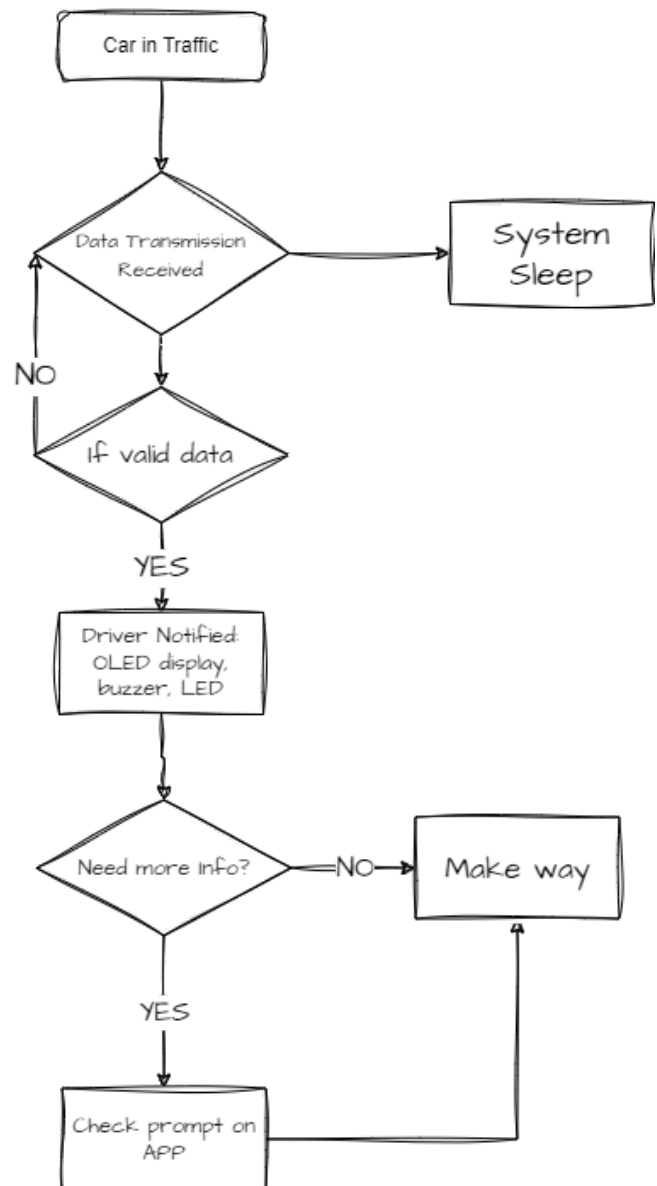 Car in Traffic
Data Transmission
Received
System
Sleep
NO
If valid data
YES
Driver Notified:
OLED display,
buzzer, LED
Need more Info?
NO
Make way
YES
Check prompt on
APP